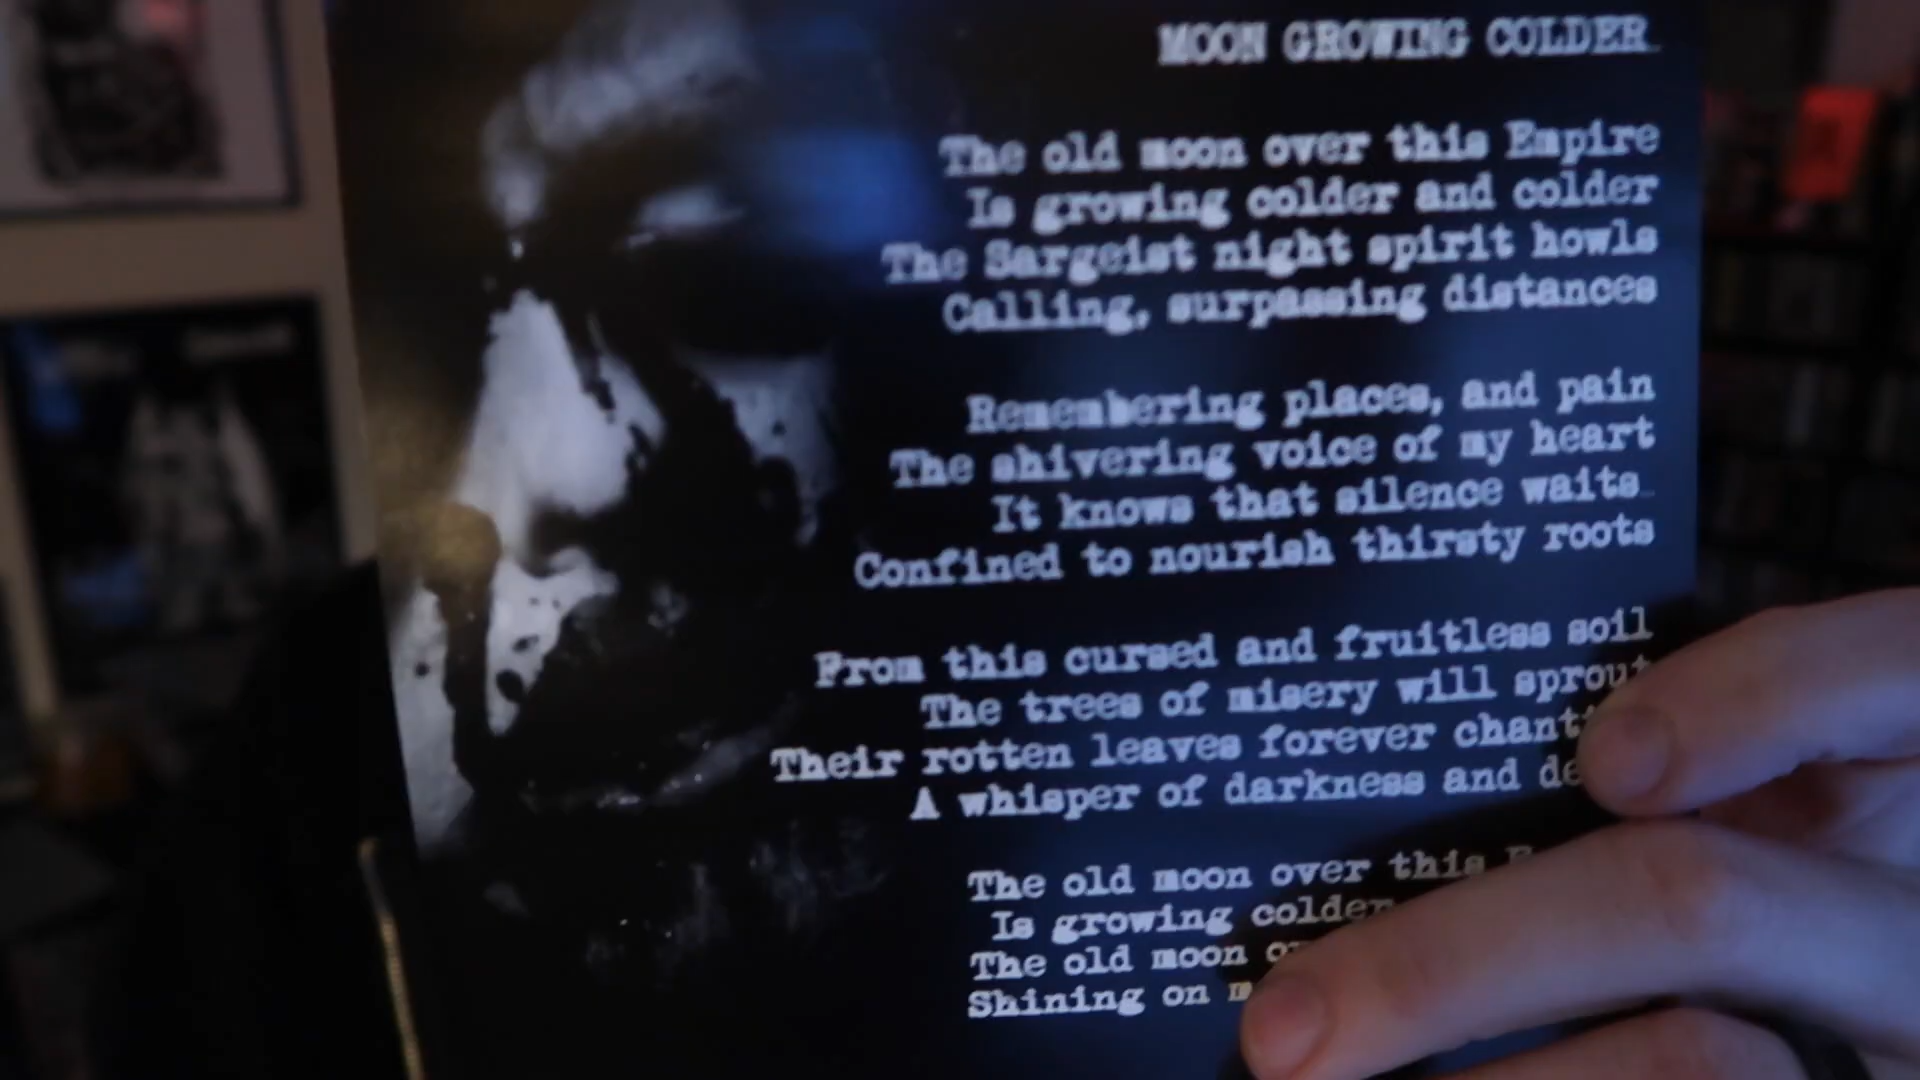 MOON GROWING COLDER
The old moon over this Empire
Is growing colder and colder
The Sargeist night spirit howls
Calling, surpassing distances
Remembering places, and pain
The shivering voice of my heart
It knows that silence waits
Confined to nourish thirsty roots
From this cursed and fruitless soil
The trees of misery will sprout
Their rotten leaves forever
A whisper of darkness and
The old moon over this
Is growing colder
The old moon
Shining on